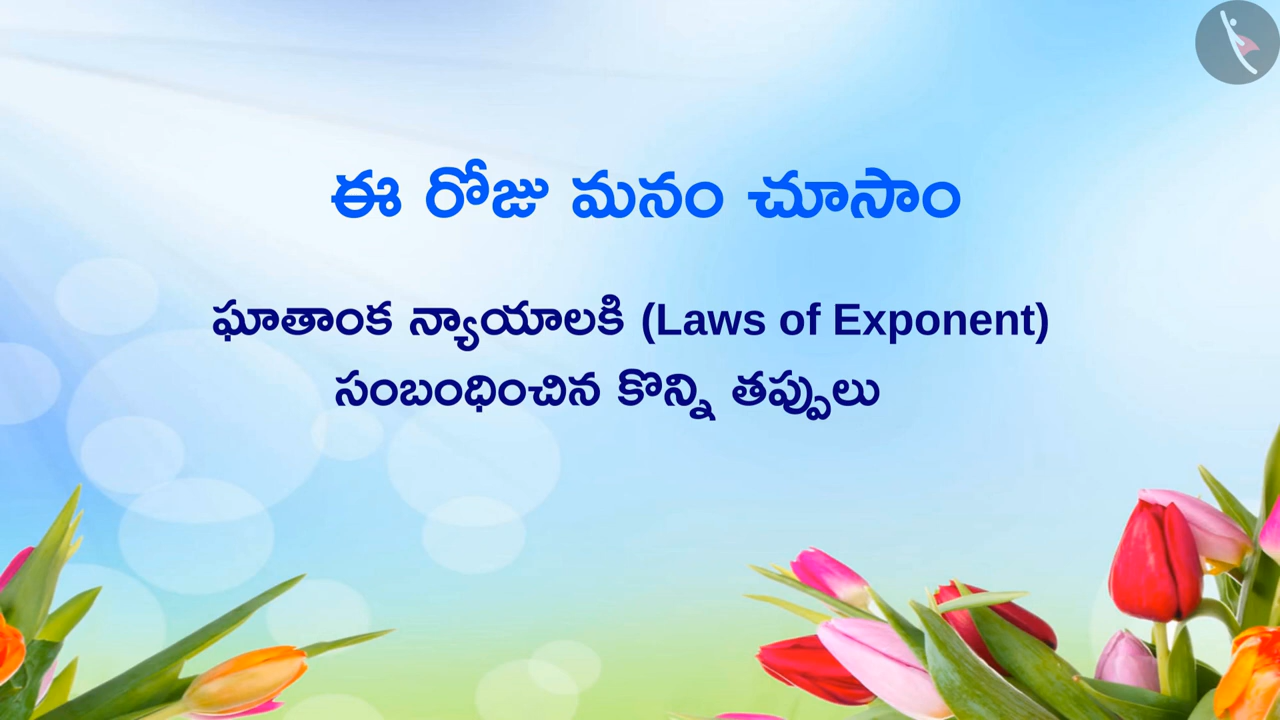 ఈ రోజు మనం చూసాం
ఘాతాంక న్యాయాలకి (Laws of Exponent)
సంబంధించిన కొన్ని తప్పులు